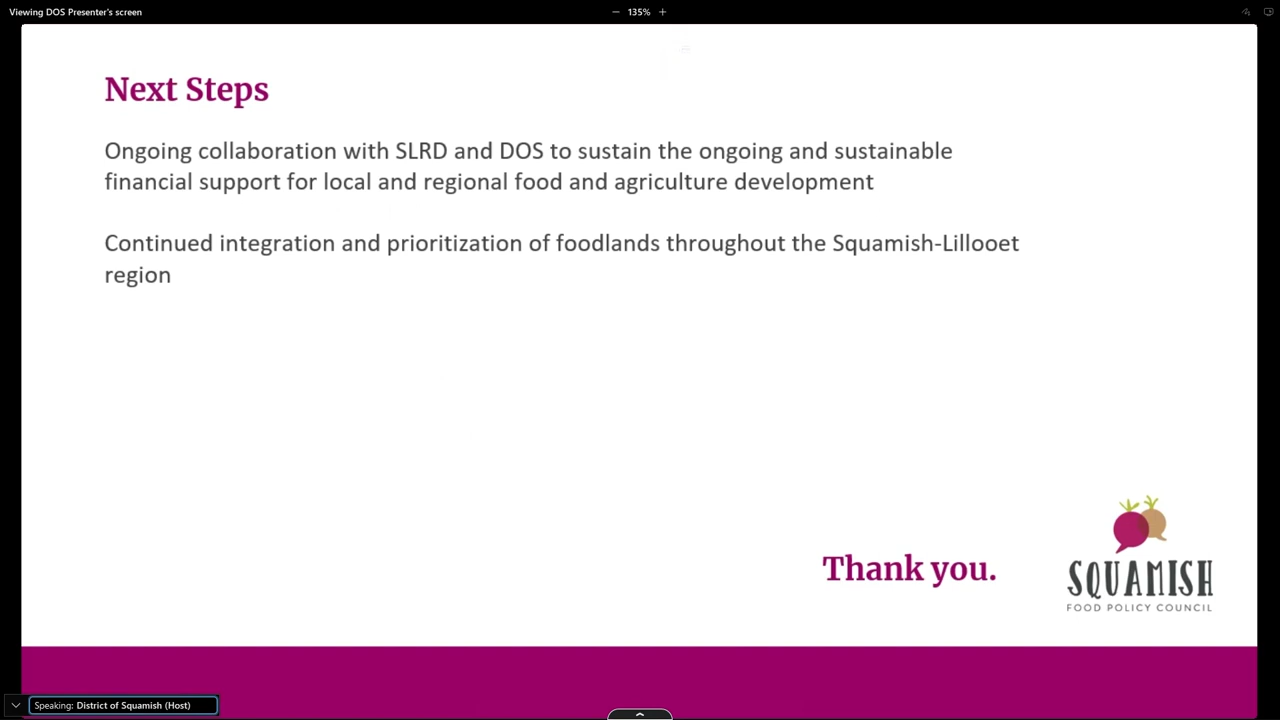 Viewing DOS Presenter's screen
135%
Next Steps
Ongoing collaboration with SLRD and DOS to sustain the ongoing and sustainable
financial support for local and regional food and agriculture development
Continued integration and prioritization of foodlands throughout the Squamish-Lillooet
region
Thank you.
SQUAMISH
FOOD POLICY COUNCIL
Speaking: District of Squamish (Host)